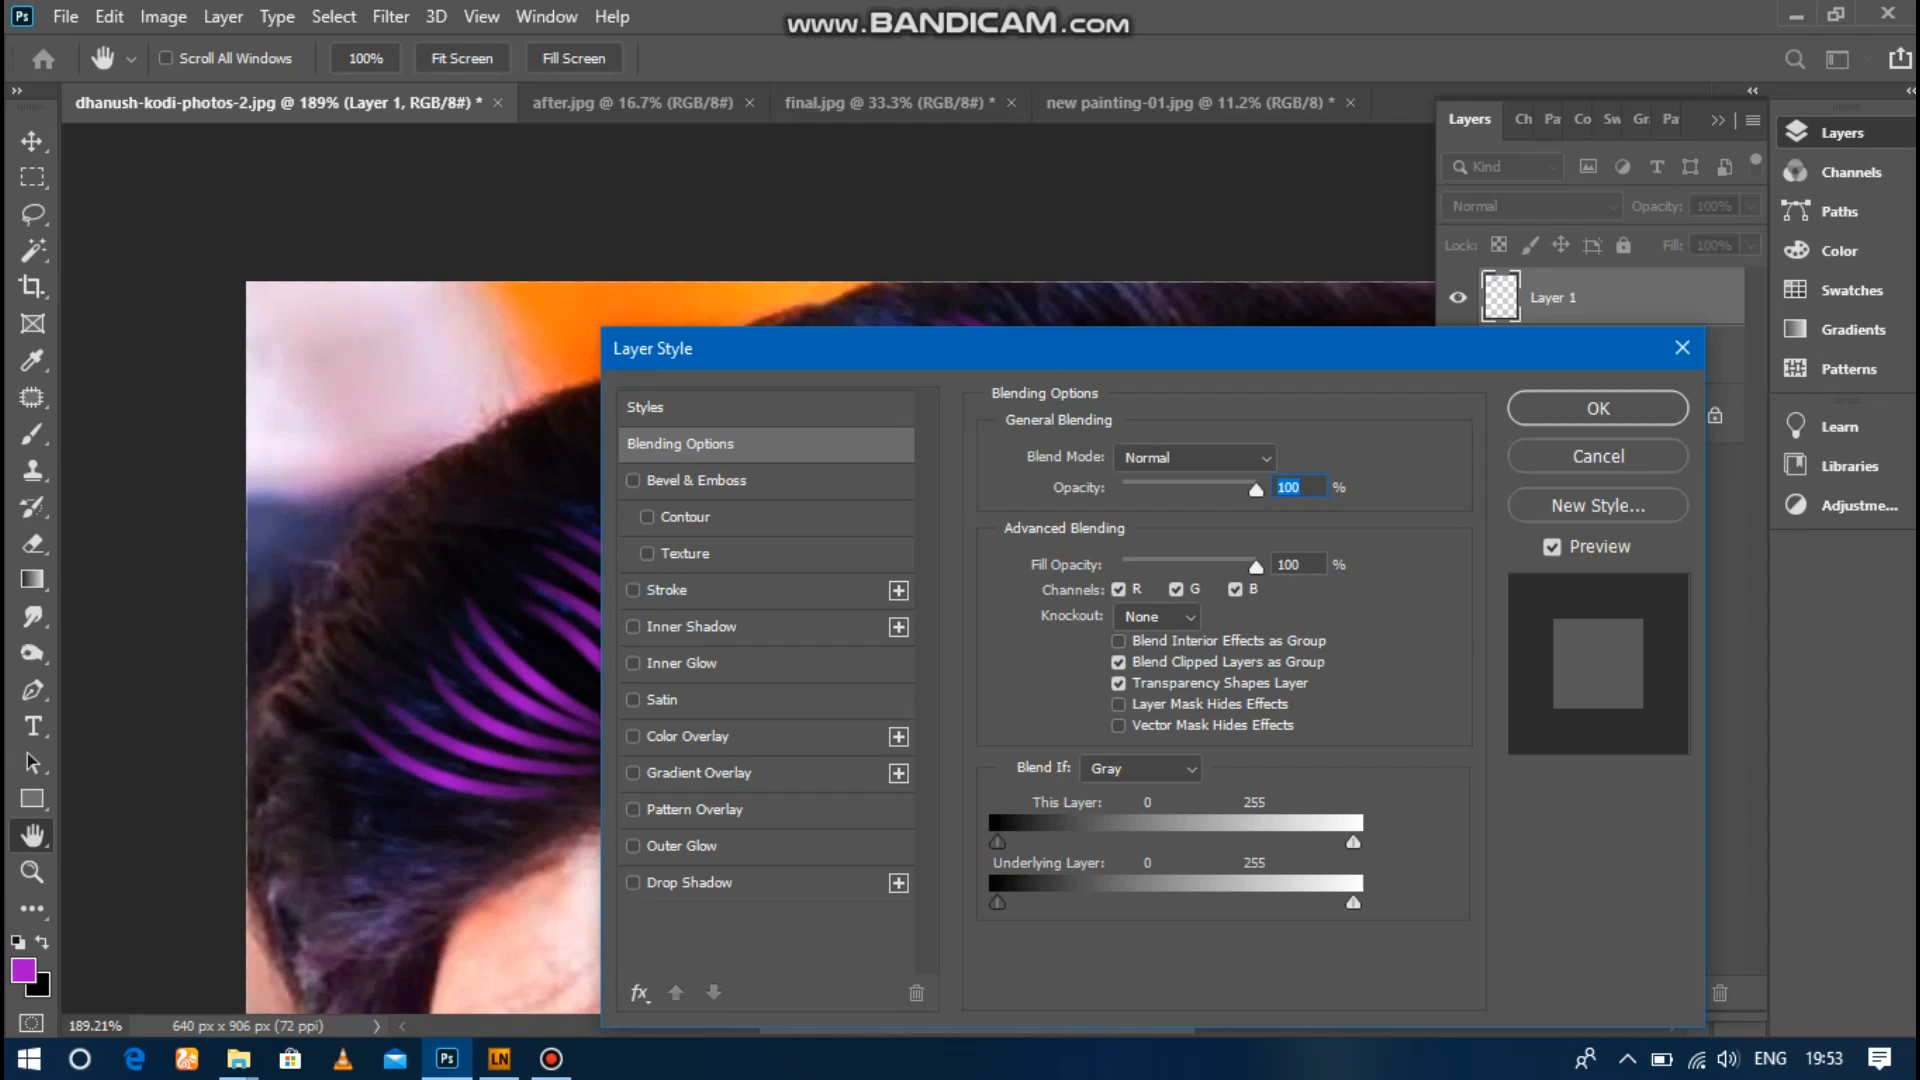 Ps File Edit Image Layer Type Select Filter 3D View Window Help
www.BANDICAM.com
Scroll All Windows 100% Fit Screen Fill Screen
dhanush-kodi-photos-2.jpg @ 189% (Layer 1, RGB/8#) * after.jpg @ 16.7% (RGB/8#) final.jpg @ 33.3% (RGB/8#) * new painting-01.jpg @ 11.2% (RGB/8) *
Layers Ch Pa Co Sw Gr Pa
Kind
Normal Opacity: 100%
Lock: Fill: 100%
Layer 1
Layers
Channels
Paths
Color
Swatches
Gradients
Patterns
Learn
Libraries
Adjustme...
Layer Style
Styles
Blending Options
Bevel & Emboss
Contour
Texture
Stroke
Inner Shadow
Inner Glow
Satin
Color Overlay
Gradient Overlay
Pattern Overlay
Outer Glow
Drop Shadow
fx
Blending Options
General Blending
Blend Mode: Normal
Opacity: 100 %
Advanced Blending
Fill Opacity: 100 %
Channels: R G B
Knockout: None
Blend Interior Effects as Group
Blend Clipped Layers as Group
Transparency Shapes Layer
Layer Mask Hides Effects
Vector Mask Hides Effects
Blend If: Gray
This Layer: 0 255
Underlying Layer: 0 255
OK
Cancel
New Style...
Preview
189.21% 640 px x 906 px (72 ppi)
Ps LN ENG 19:53